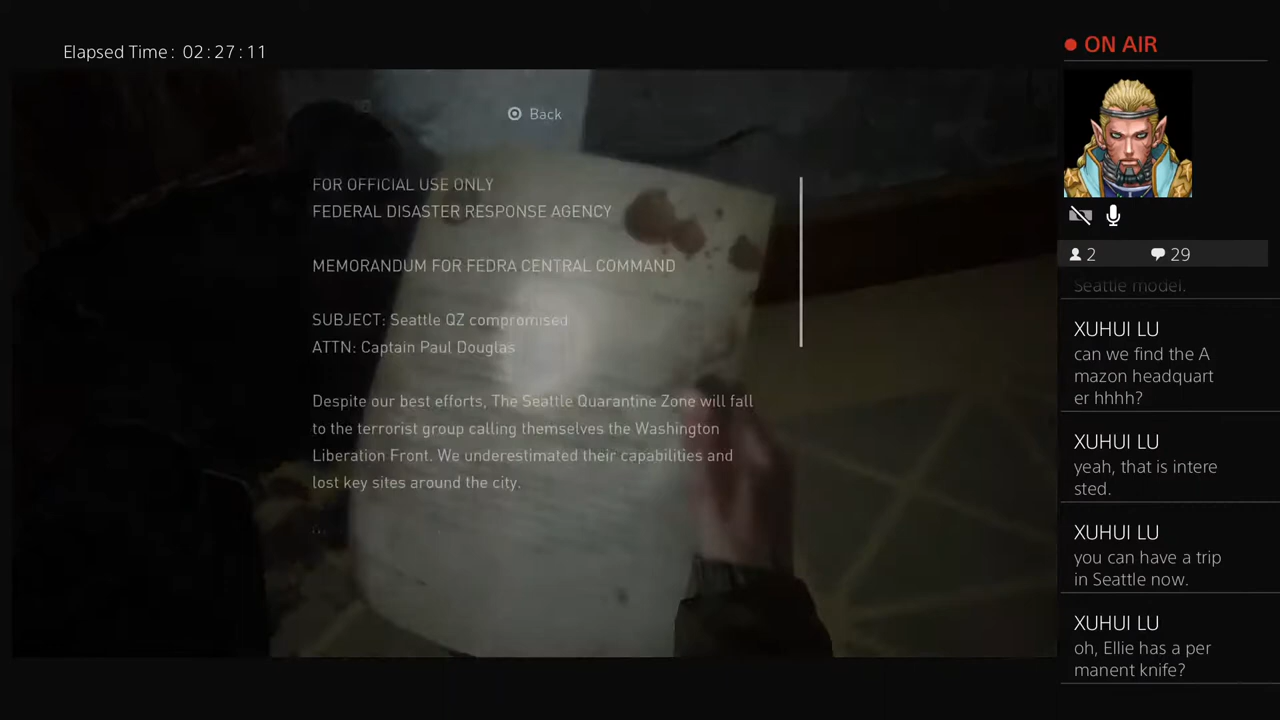 Elapsed Time: 02:27:11
ON AIR
Back
FOR OFFICIAL USE ONLY
FEDERAL DISASTER RESPONSE AGENCY
MEMORANDUM FOR FEDRA CENTRAL COMMAND
SUBJECT: Seattle QZ compromised
ATTN: Captain Paul Douglas
Despite our best efforts, The Seattle Quarantine Zone will fall
to the terrorist group calling themselves the Washington
Liberation Front. We underestimated their capabilities and
lost key sites around the city.
2
29
Seattle model.
XUHUI LU
can we find the A
mazon headquart
er hhhh?
XUHUI LU
yeah, that is intere
sted.
XUHUI LU
you can have a trip
in Seattle now.
XUHUI LU
oh, Ellie has a per
manent knife?